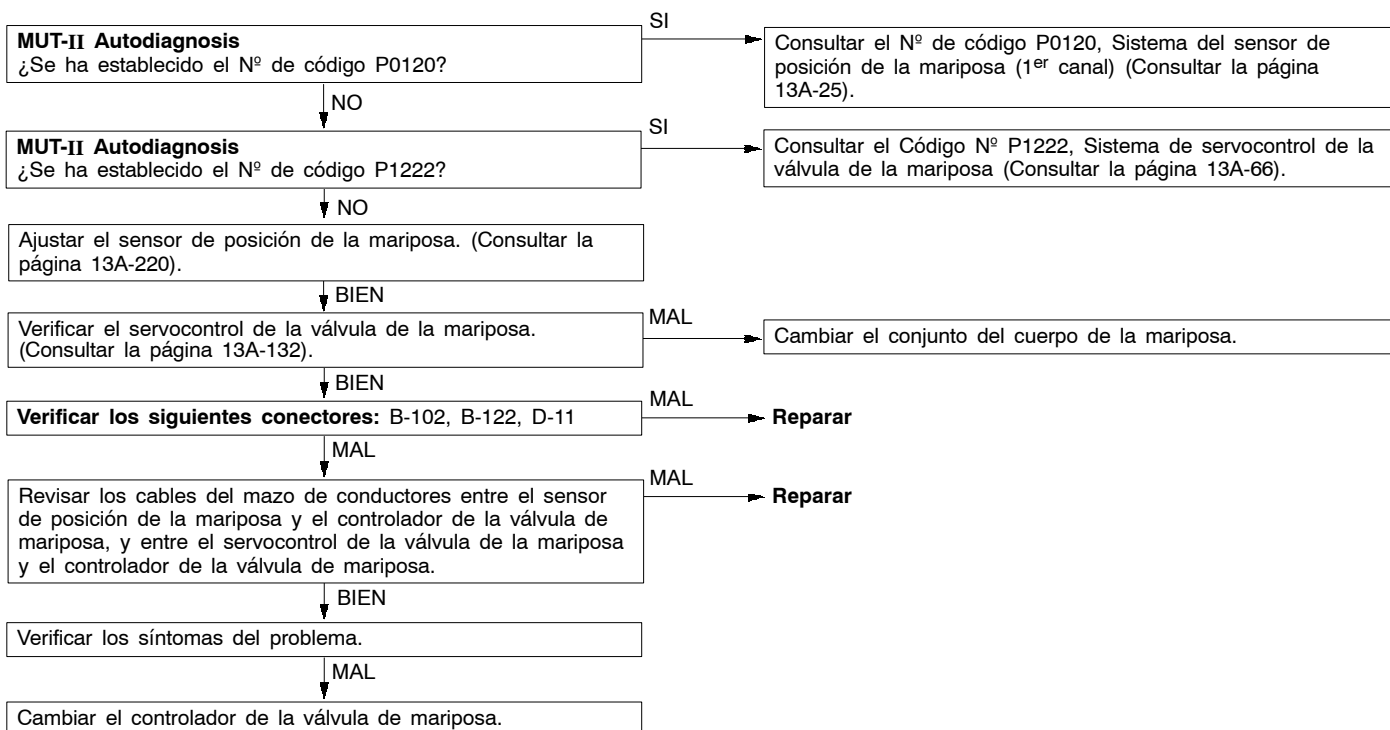 MUT-II Autodiagnosis
¿Se ha establecido el Nº de código P0120?
SI
Consultar el Nº de código P0120, Sistema del sensor de
posición de la mariposa (1er canal) (Consultar la página
13A-25).
NO
MUT-II Autodiagnosis
¿Se ha establecido el Nº de código P1222?
SI
Consultar el Código Nº P1222, Sistema de servocontrol de la
válvula de la mariposa (Consultar la página 13A-66).
NO
Ajustar el sensor de posición de la mariposa. (Consultar la
página 13A-220).
BIEN
Verificar el servocontrol de la válvula de la mariposa.
(Consultar la página 13A-132).
MAL
Cambiar el conjunto del cuerpo de la mariposa.
BIEN
Verificar los siguientes conectores: B-102, B-122, D-11
MAL
Reparar
MAL
Revisar los cables del mazo de conductores entre el sensor
de posición de la mariposa y el controlador de la válvula de
mariposa, y entre el servocontrol de la válvula de la mariposa
y el controlador de la válvula de mariposa.
MAL
Reparar
BIEN
Verificar los síntomas del problema.
MAL
Cambiar el controlador de la válvula de mariposa.